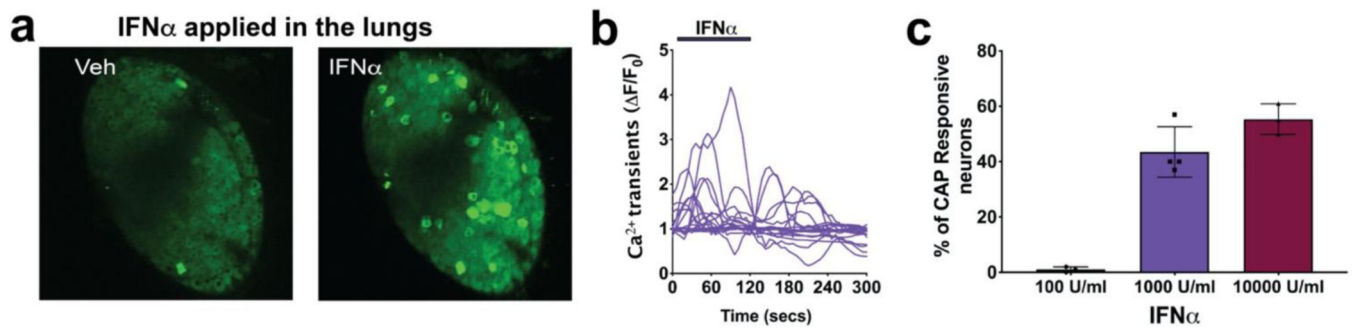 a
IFNα applied in the lungs
Veh
IFNα
b
IFNα
Ca²⁺ transients (ΔF/F₀)
5
4
3
2
1
0
0 60 120 180 240 300
Time (secs)
c
% of CAP Responsive
neurons
80
60
40
20
0
100 U/ml 1000 U/ml 10000 U/ml
IFNα